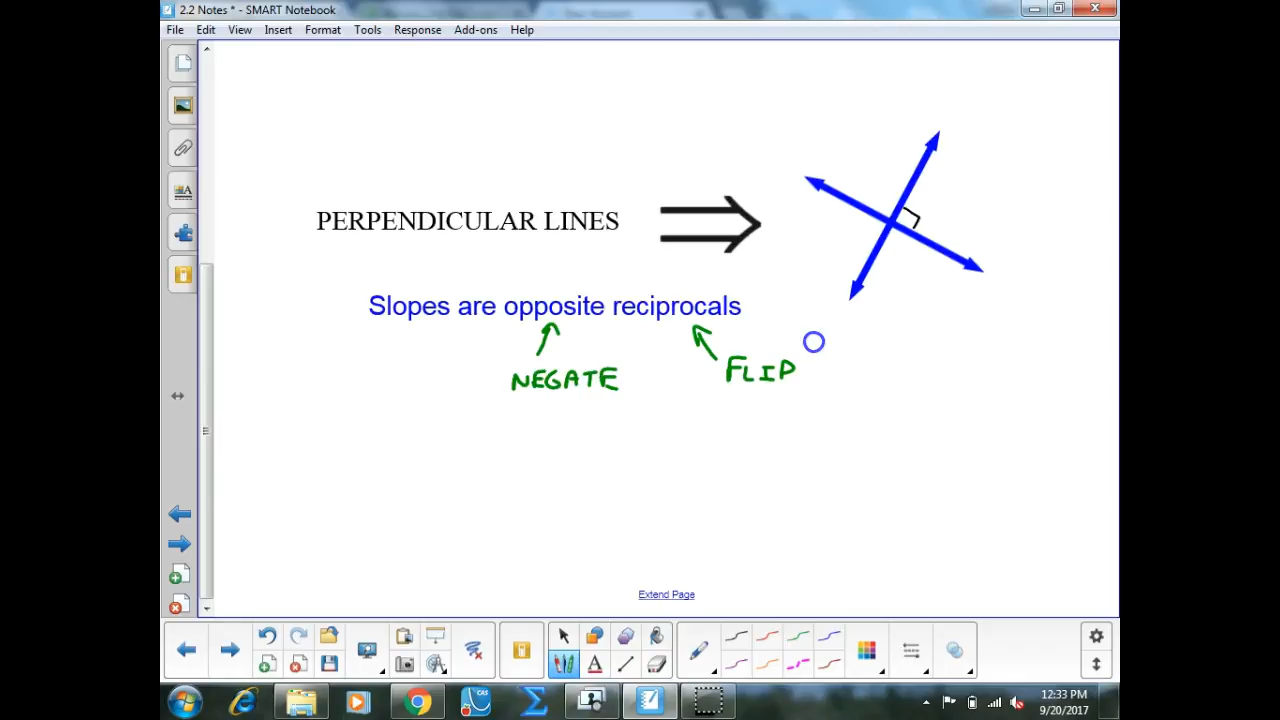 2.2 Notes * - SMART Notebook
File Edit View Insert Format Tools Response Add-ons Help
PERPENDICULAR LINES
Slopes are opposite reciprocals
NEGATE
FLIP
Extend Page
12:33 PM
9/20/2017